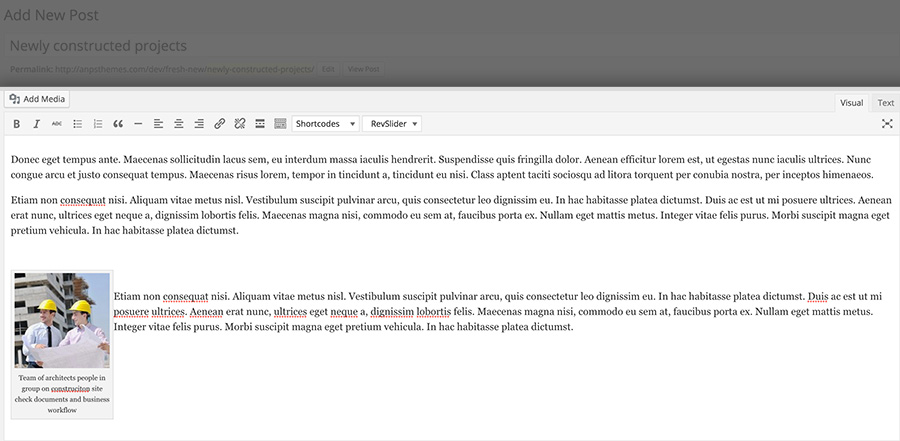 Add New Post
Newly constructed projects
Permalink: http://anpsthemes.com/dev/fresh-new/newly-constructed-projects/ Edit View Post
Add Media
Visual Text
B I ABC Shortcodes RevSlider
Donec eget tempus ante. Maecenas sollicitudin lacus sem, eu interdum massa iaculis hendrerit. Suspendisse quis fringilla dolor. Aenean efficitur lorem est, ut egestas nunc iaculis ultrices. Nunc
congue arcu et justo consequat tempus. Maecenas risus lorem, tempor in tincidunt a, tincidunt eu nisi. Class aptent taciti sociosqu ad litora torquent per conubia nostra, per inceptos himenaeos.
Etiam non consequat nisi. Aliquam vitae metus nisl. Vestibulum suscipit pulvinar arcu, quis consectetur leo dignissim eu. In hac habitasse platea dictumst. Duis ac est ut mi posuere ultrices. Aenean
erat nunc, ultrices eget neque a, dignissim lobortis felis. Maecenas magna nisi, commodo eu sem at, faucibus porta ex. Nullam eget mattis metus. Integer vitae felis purus. Morbi suscipit magna eget
pretium vehicula. In hac habitasse platea dictumst.
Etiam non consequat nisi. Aliquam vitae metus nisl. Vestibulum suscipit pulvinar arcu, quis consectetur leo dignissim eu. In hac habitasse platea dictumst. Duis ac est ut mi
posuere ultrices. Aenean erat nunc, ultrices eget neque a, dignissim lobortis felis. Maecenas magna nisi, commodo eu sem at, faucibus porta ex. Nullam eget mattis metus.
Integer vitae felis purus. Morbi suscipit magna eget pretium vehicula. In hac habitasse platea dictumst.
Team of architects people in
group on construciton site
check documents and business
workflow